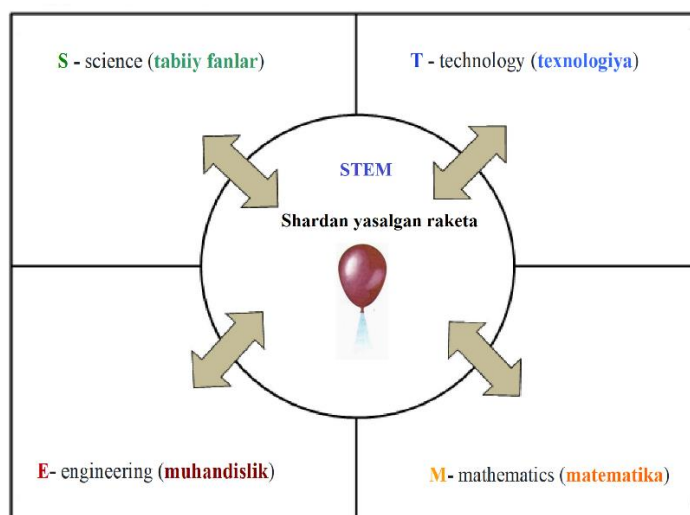 S - science (tabiiy fanlar)
T - technology (texnologiya)
STEM
Shardan yasalgan raketa
E- engineering (muhandislik)
M- mathematics (matematika)